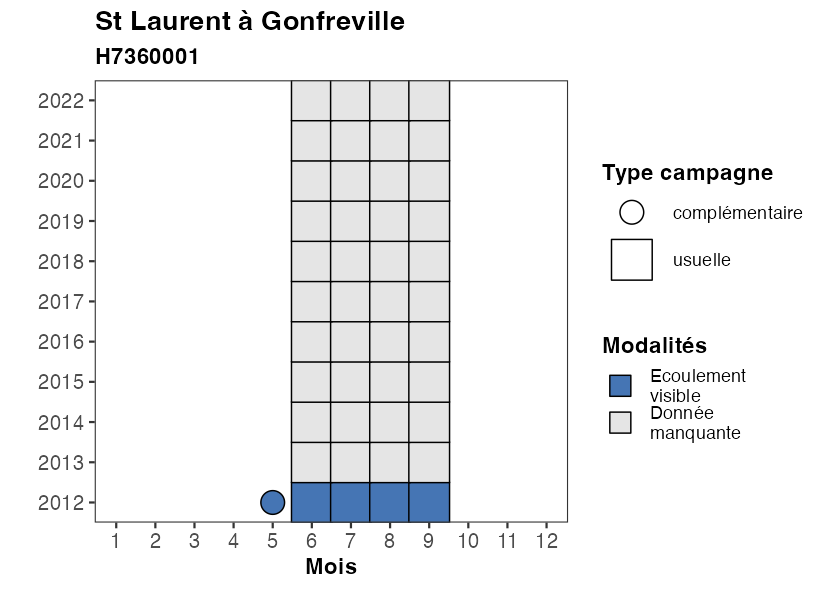 St Laurent à Gonfreville
H7360001
2022
2021
2020
2019
2018
2017
2016
2015
2014
2013
2012
1 2 3 4 5 6 7 8 9 10 11 12
Mois
Type campagne
complémentaire
usuelle
Modalités
Ecoulement
visible
Donnée
manquante